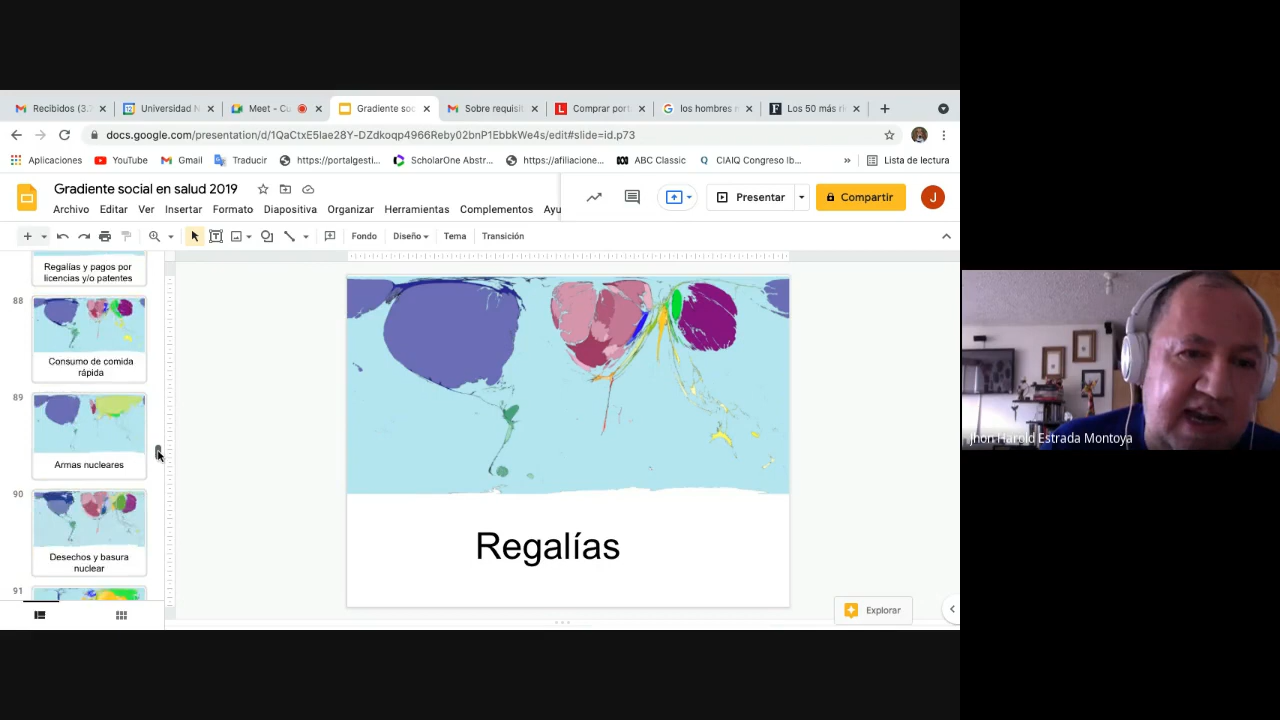 Recibidos (3.
Universidad N
Meet - Cu
Gradiente soc
Sobre requisit
Comprar port
los hombres m
Los 50 más ri
docs.google.com/presentation/d/1QaCtxE5Iae28Y-DZdkoqp4966Reby02bnP1EbbkWe4s/edit#slide=id.p73
Aplicaciones
YouTube
Gmail
Traducir
https://portalgesti...
ScholarOne Abstr...
https://afiliacione...
ABC Classic
CIAIQ Congreso Ib...
»
Lista de lectura
Gradiente social en salud 2019
Archivo Editar Ver Insertar Formato Diapositiva Organizar Herramientas Complementos Ayu
Presentar
Compartir
J
Fondo
Diseño
Tema
Transición
Regalías y pagos por
licencias y/o patentes
88
Consumo de comida
rápida
89
Armas nucleares
90
Desechos y basura
nuclear
91
Regalías
Explorar
Jhon Harold Estrada Montoya